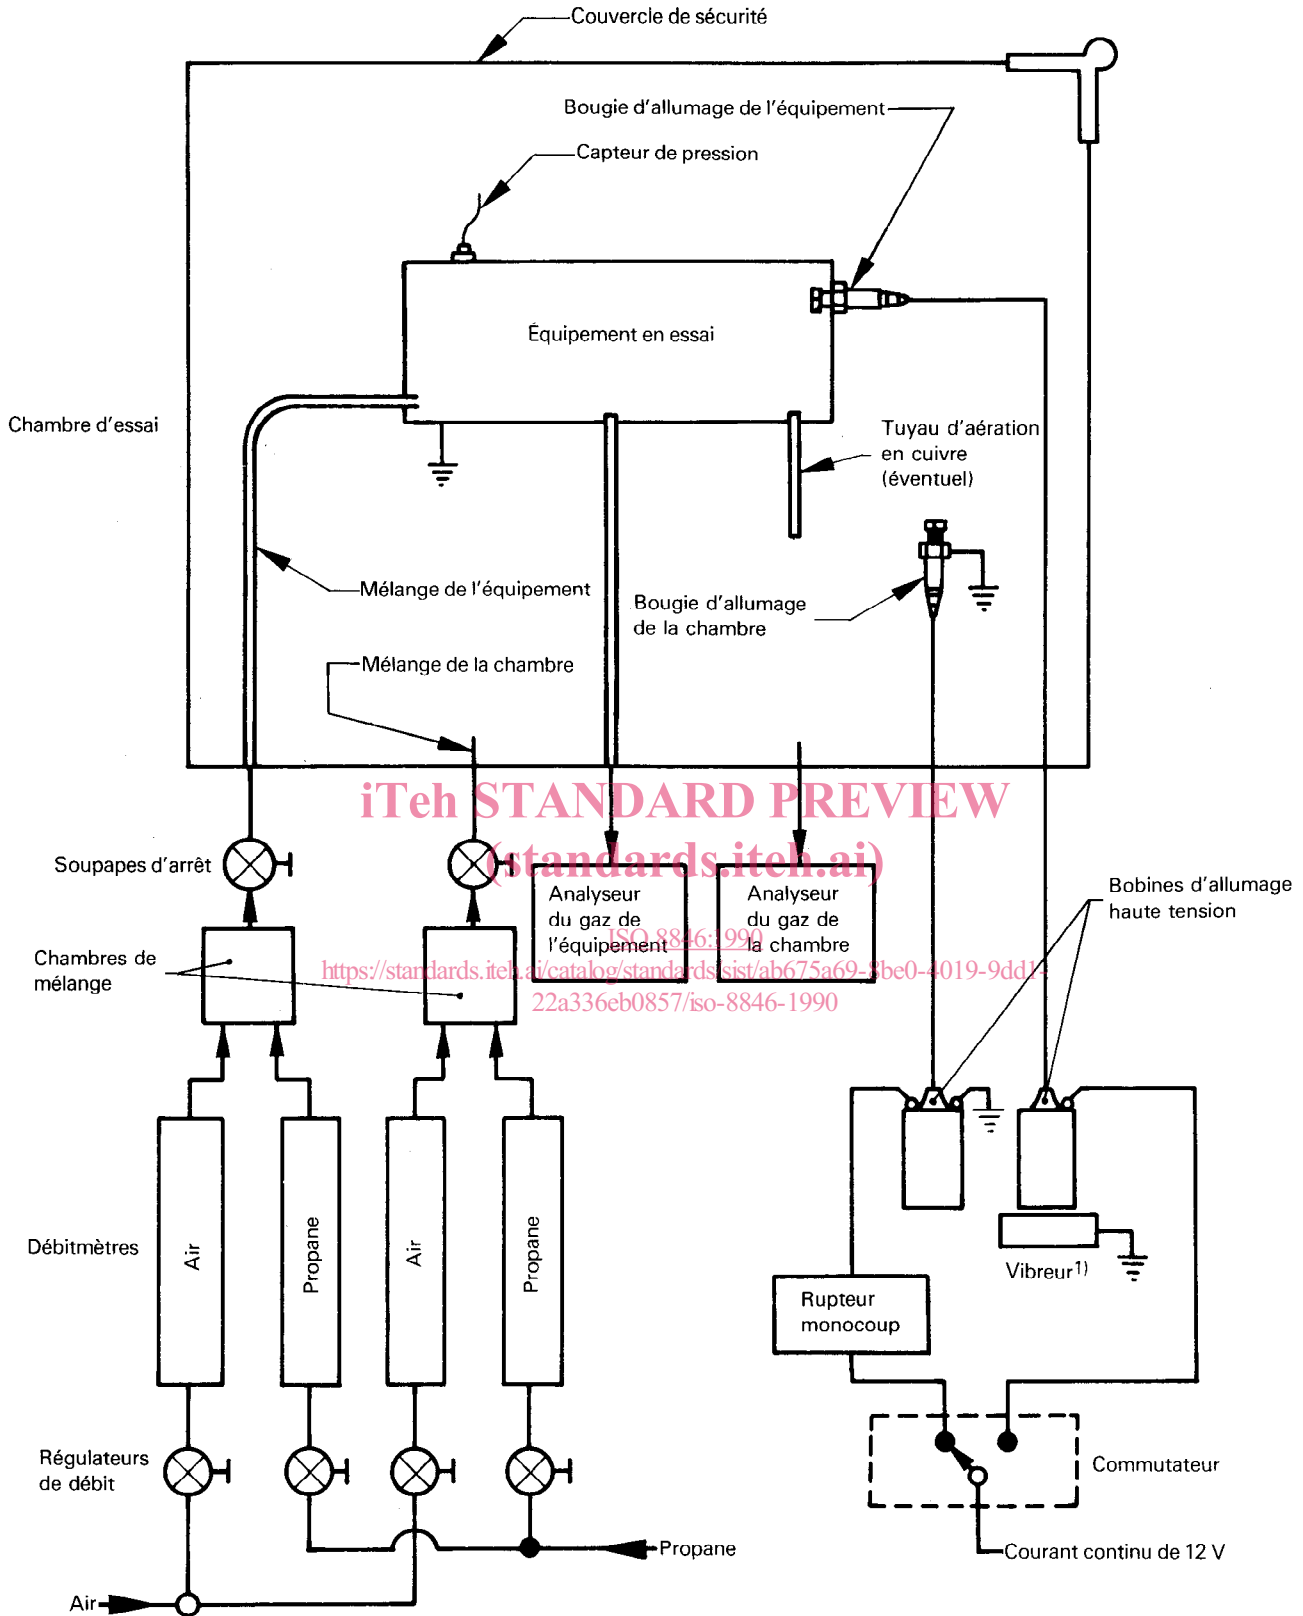 Couvercle de sécurité
Bougie d'allumage de l'équipement
Capteur de pression
Équipement en essai
Chambre d'essai
Tuyau d'aération
en cuivre
(éventuel)
Mélange de l'équipement
Bougie d'allumage
de la chambre
Mélange de la chambre
iTeh STANDARD PREVIEW
(standards.iteh.ai)
Soupapes d'arrêt
Analyseur
du gaz de
l'équipement
Analyseur
du gaz de
la chambre
Bobines d'allumage
haute tension
ISO 8846:1990
https://standards.iteh.ai/catalog/standards/sist/ab675a69-8be0-4019-9dd1-
22a336eb0857/iso-8846-1990
Chambres de
mélange
Débitmètres
Air
Propane
Air
Propane
Vibreur1)
Rupteur
monocoup
Régulateurs
de débit
Commutateur
Propane
Courant continu de 12 V
Air